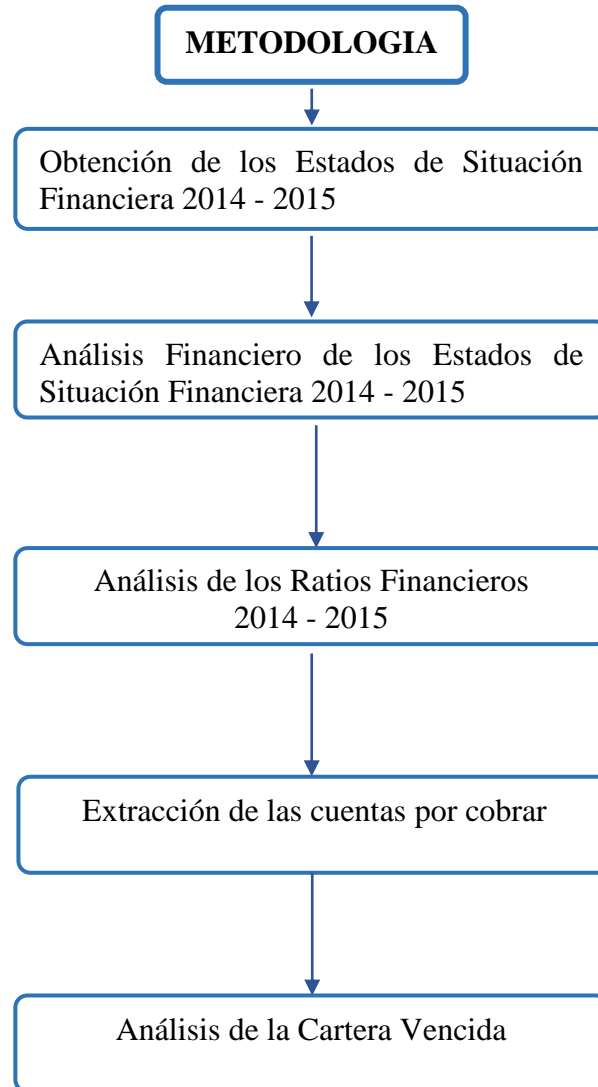 METODOLOGIA
Obtención de los Estados de Situación
Financiera 2014 - 2015
Análisis Financiero de los Estados de
Situación Financiera 2014 - 2015
Análisis de los Ratios Financieros
2014 - 2015
Extracción de las cuentas por cobrar
Análisis de la Cartera Vencida